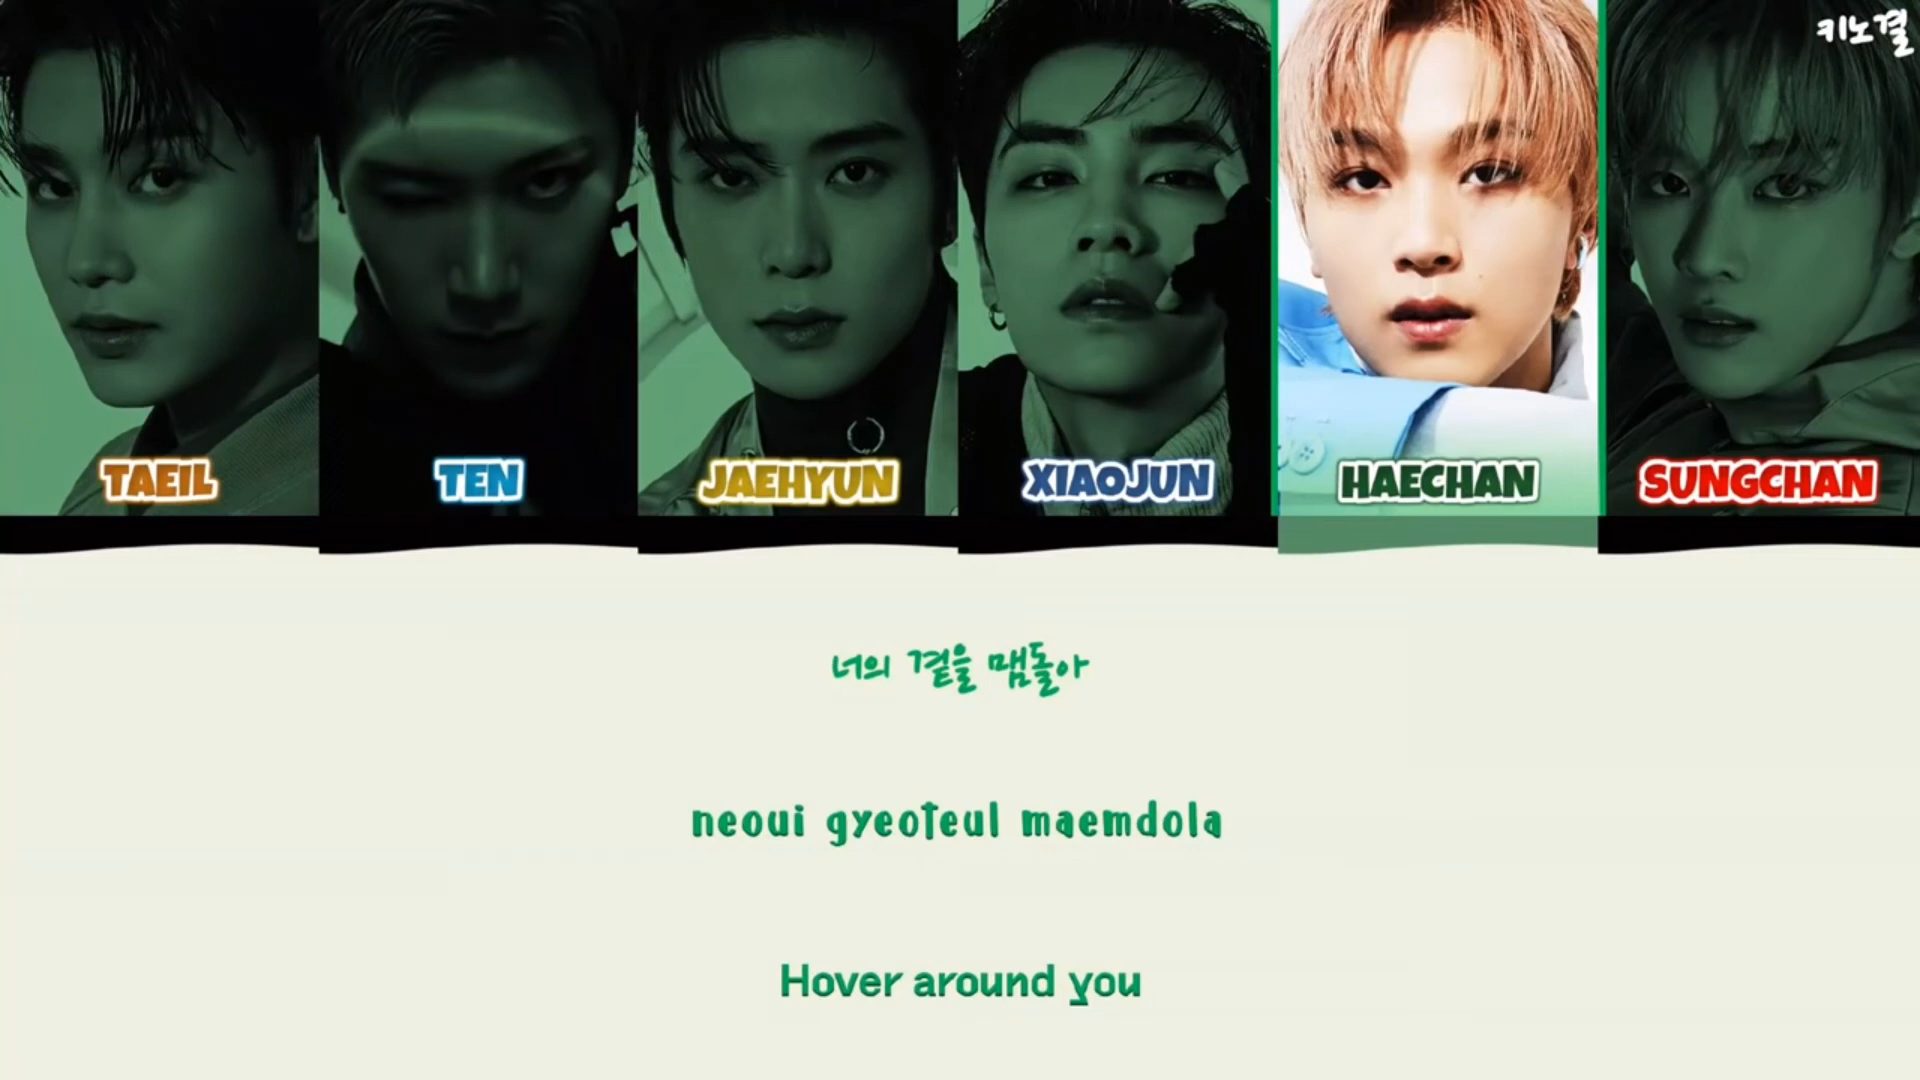 키노결
TAEIL TEN JAEHYUN XIAOJUN HAECHAN SUNGCHAN
너의 곁을 맴돌아
neoui gyeoteul maemdola
Hover around you